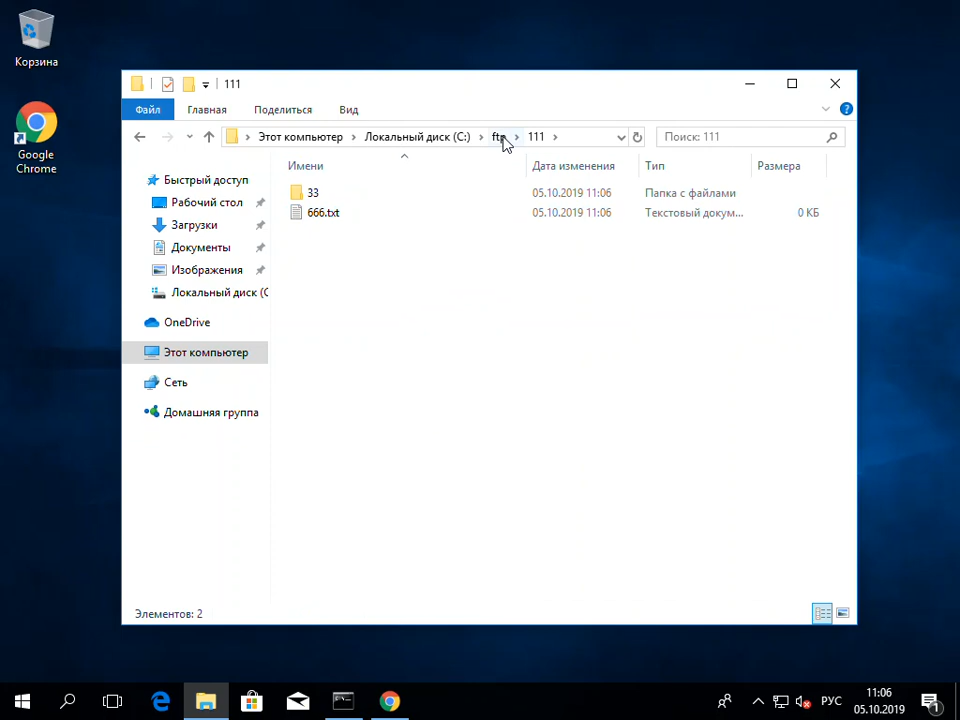 Корзина
Google
Chrome
111
Файл
Главная
Поделиться
Вид
Этот компьютер
Локальный диск (C:)
ftp
111
Поиск: 111
Имени
Дата изменения
Тип
Размера
33
05.10.2019 11:06
Папка с файлами
666.txt
05.10.2019 11:06
Текстовый докум...
0 КБ
Быстрый доступ
Рабочий стол
Загрузки
Документы
Изображения
Локальный диск (C
OneDrive
Этот компьютер
Сеть
Домашняя группа
Элементов: 2
РУС
11:06
05.10.2019
1